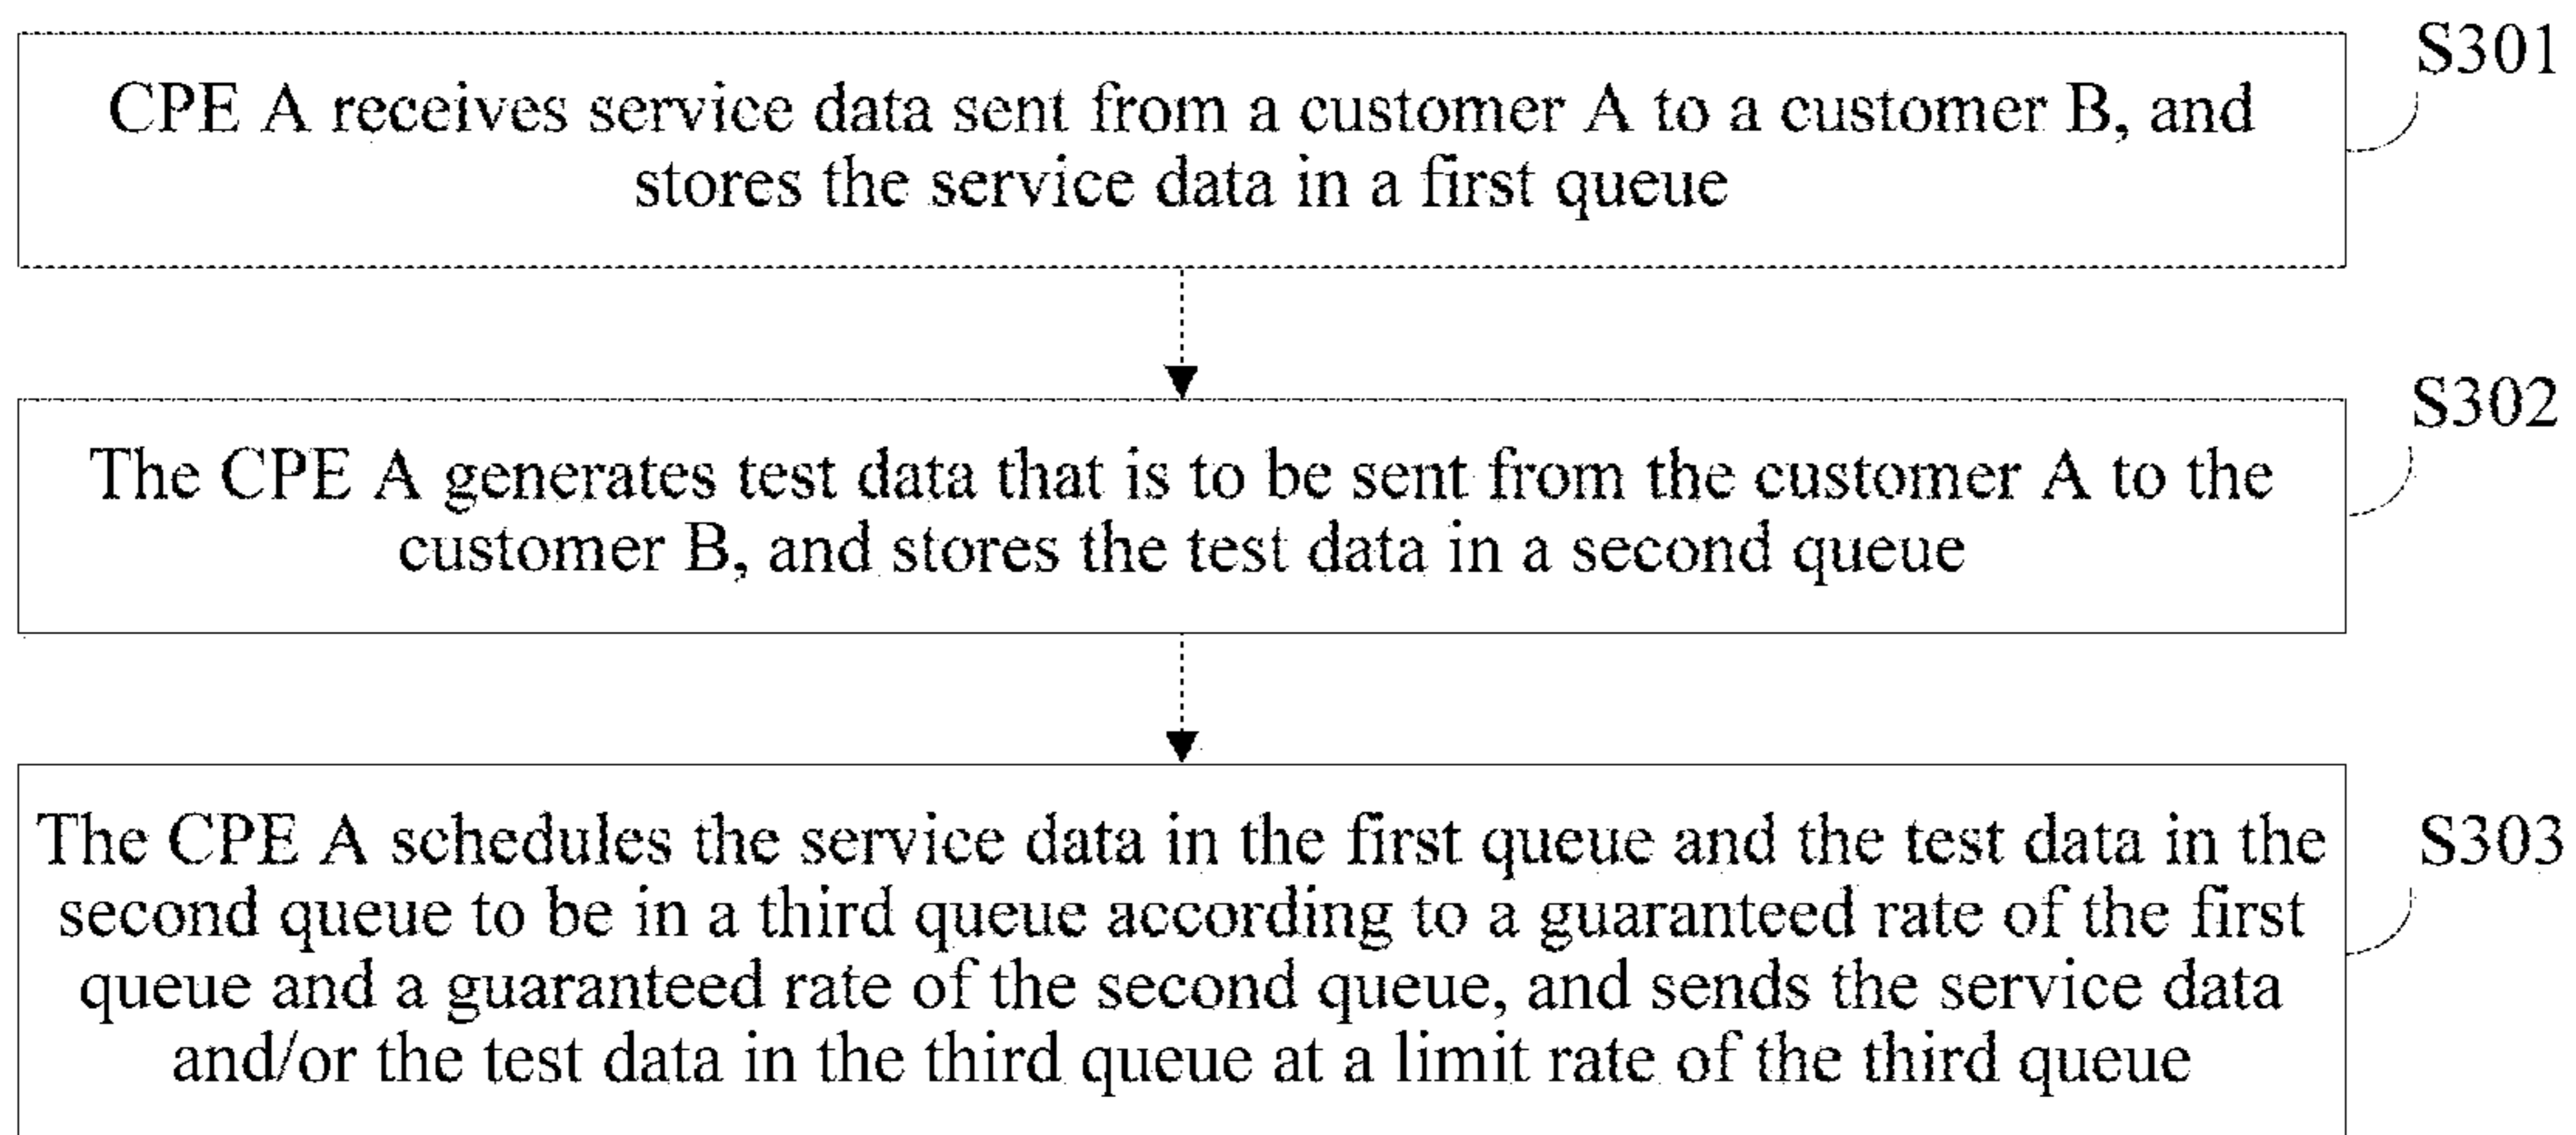 S301
CPE A receives service data sent from a customer A to a customer B, and
stores the service data in a first queue
S302
The CPE A generates test data that is to be sent from the customer A to the
customer B, and stores the test data in a second queue
S303
The CPE A schedules the service data in the first queue and the test data in the
second queue to be in a third queue according to a guaranteed rate of the first
queue and a guaranteed rate of the second queue, and sends the service data
and/or the test data in the third queue at a limit rate of the third queue